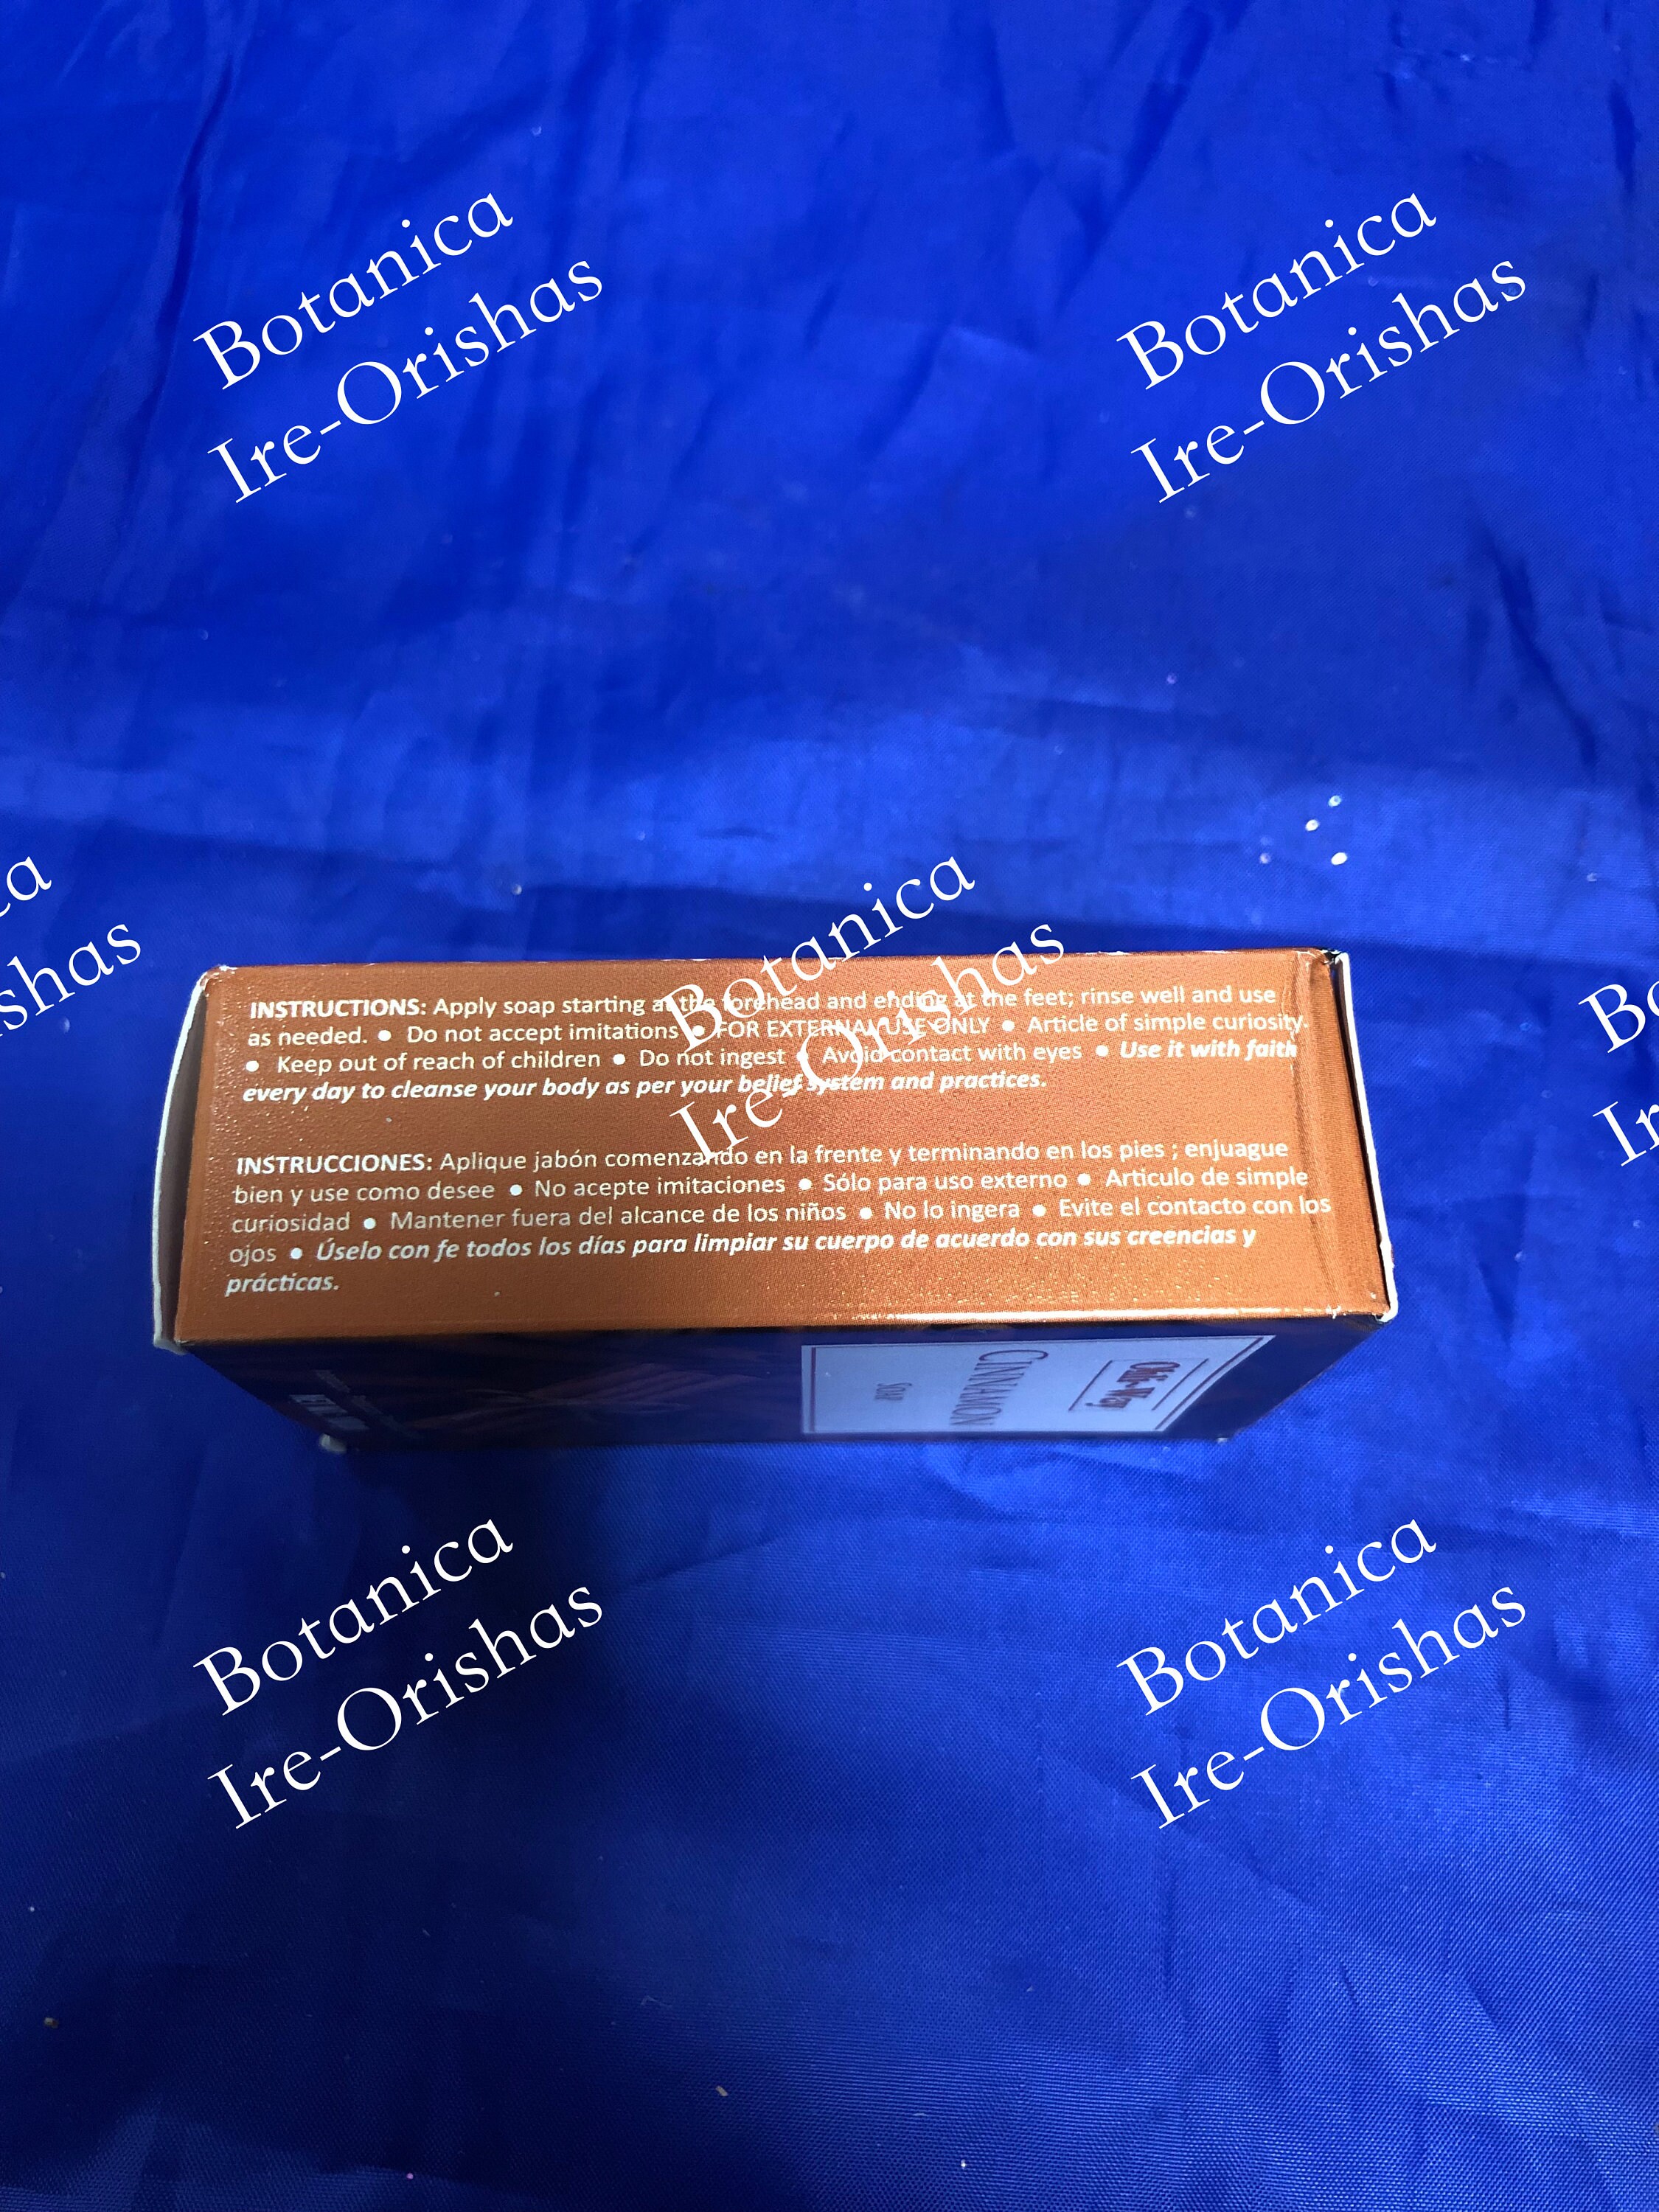 Botanica
Ire-Orishas
Botanica
Ire-Orishas
shas
Botanica
Ire-Orishas
INSTRUCTIONS: Apply soap starting at the forehead and ending at the feet; rinse well and use
as needed. ● Do not accept imitations ● FOR EXTERNAL USE ONLY ● Article of simple curiosity.
● Keep out of reach of children ● Do not ingest ● Avoid contact with eyes ● Use it with faith
every day to cleanse your body as per your belief system and practices.
INSTRUCCIONES: Aplique jabón comenzando en la frente y terminando en los pies ; enjuague
bien y use como desee ● No acepte imitaciones ● Sólo para uso externo ● Articulo de simple
curiosidad ● Mantener fuera del alcance de los niños ● No lo ingera ● Evite el contacto con los
ojos ● Úselo con fe todos los días para limpiar su cuerpo de acuerdo con sus creencias y
prácticas.
CINNAMON
SOAP
Botanica
Ire-Orishas
Botanica
Ire-Orishas